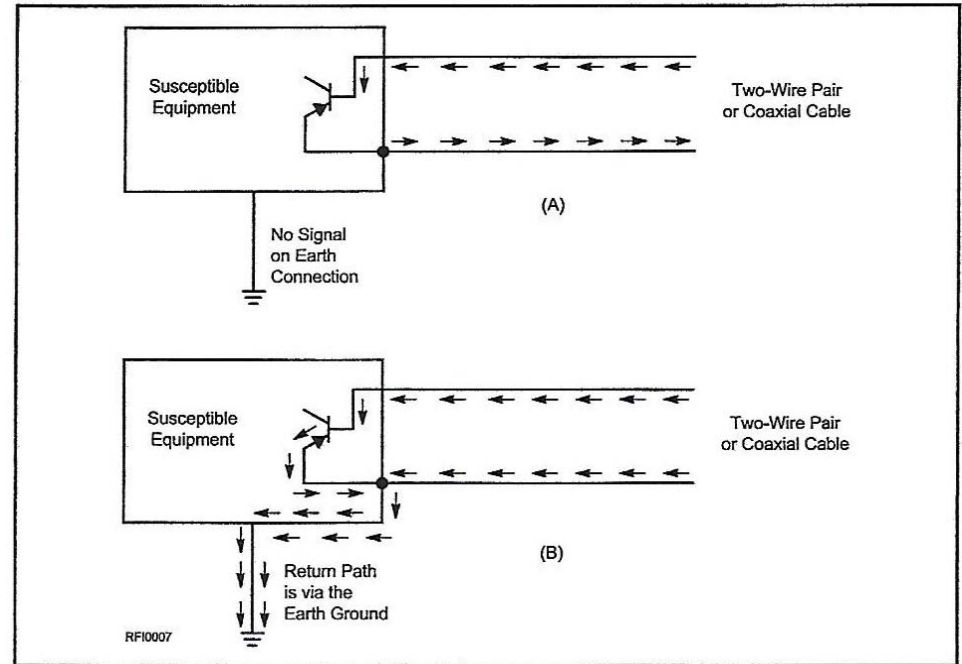 Susceptible
Equipment
Two-Wire Pair
or Coaxial Cable
(A)
No Signal
on Earth
Connection
Susceptible
Equipment
Two-Wire Pair
or Coaxial Cable
(B)
Return Path
is via the
Earth Ground
RFI0007